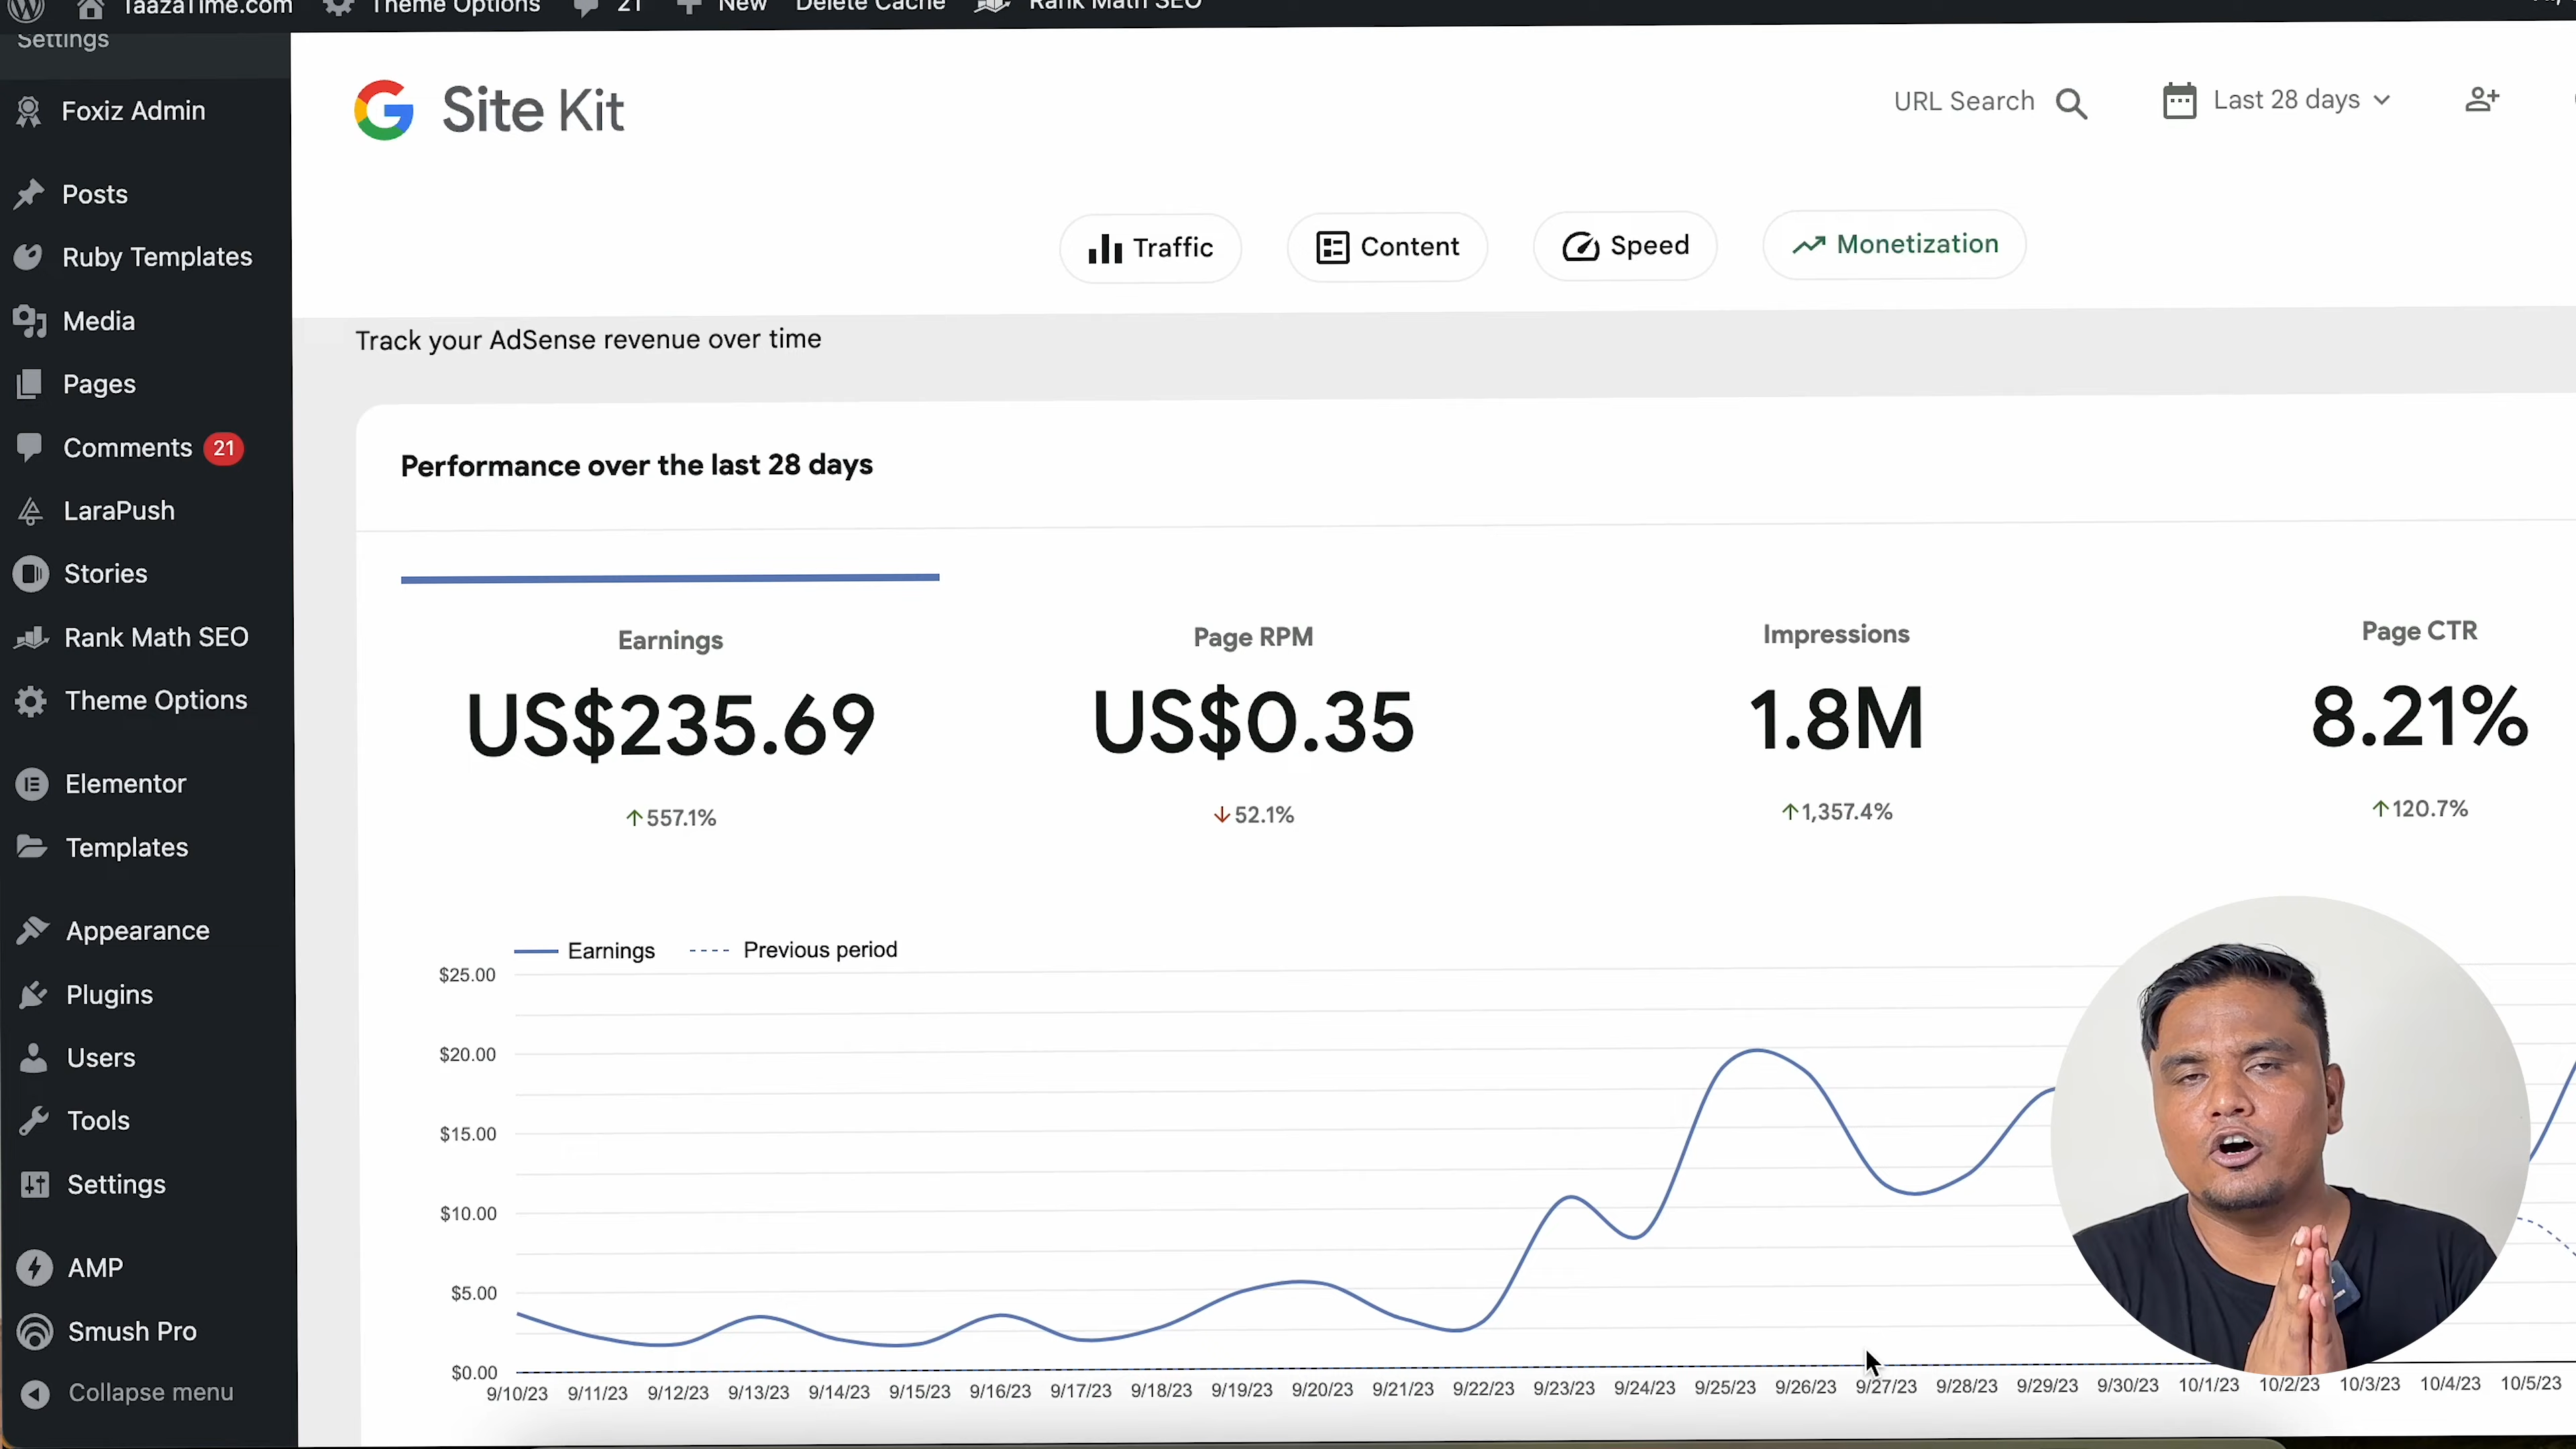 TaazaTime.com Theme Options 21 New Delete Cache Rank Math SEO
Settings
Foxiz Admin
Posts
Ruby Templates
Media
Pages
Comments 21
LaraPush
Stories
Rank Math SEO
Theme Options
Elementor
Templates
Appearance
Plugins
Users
Tools
Settings
AMP
Smush Pro
Collapse menu
Site Kit
URL Search
Last 28 days
Traffic
Content
Speed
Monetization
Track your AdSense revenue over time
Performance over the last 28 days
Earnings
US$235.69
557.1%
Page RPM
US$0.35
52.1%
Impressions
1.8M
1,357.4%
Page CTR
8.21%
120.7%
Earnings Previous period
$25.00
$20.00
$15.00
$10.00
$5.00
$0.00
9/10/23 9/11/23 9/12/23 9/13/23 9/14/23 9/15/23 9/16/23 9/17/23 9/18/23 9/19/23 9/20/23 9/21/23 9/22/23 9/23/23 9/24/23 9/25/23 9/26/23 9/27/23 9/28/23 9/29/23 9/30/23 10/1/23 10/2/23 10/3/23 10/4/23 10/5/23